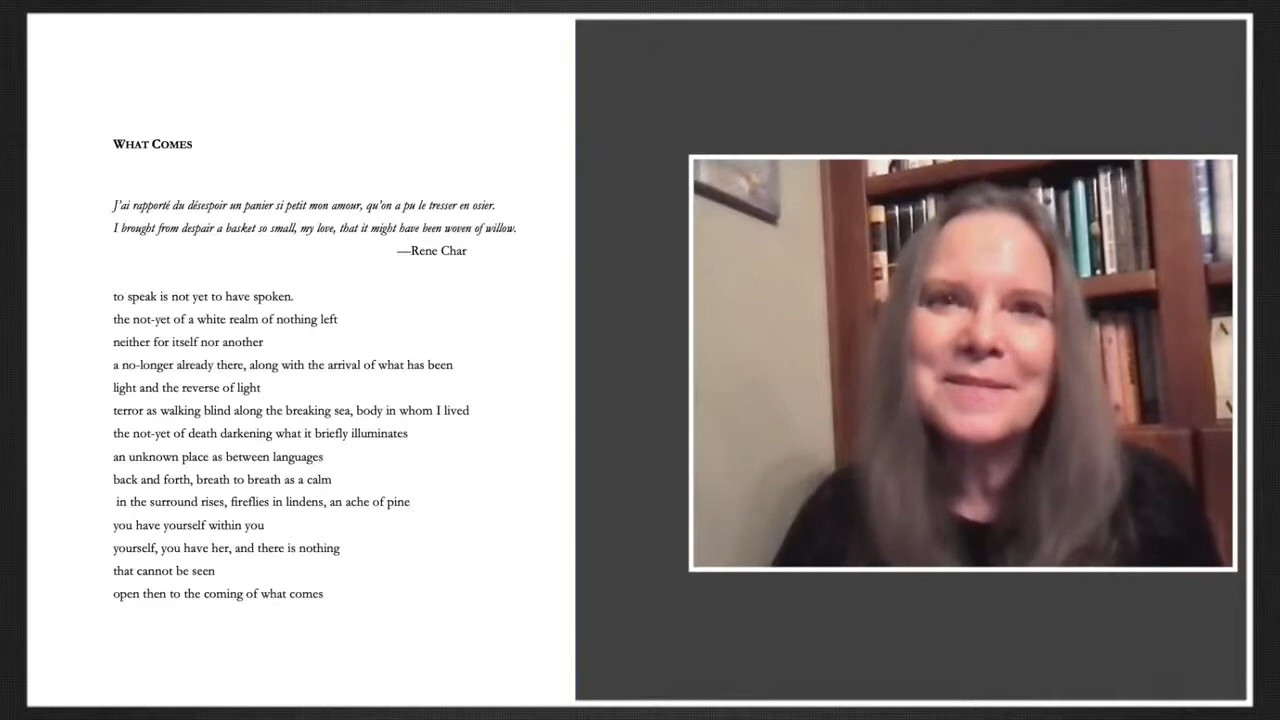 WHAT COMES
J'ai rapporté du désespoir un panier si petit mon amour, qu'on a pu le tresser en osier.
I brought from despair a basket so small, my love, that it might have been woven of willow.
—Rene Char
to speak is not yet to have spoken.
the not-yet of a white realm of nothing left
neither for itself nor another
a no-longer already there, along with the arrival of what has been
light and the reverse of light
terror as walking blind along the breaking sea, body in whom I lived
the not-yet of death darkening what it briefly illuminates
an unknown place as between languages
back and forth, breath to breath as a calm
in the surround rises, fireflies in lindens, an ache of pine
you have yourself within you
yourself, you have her, and there is nothing
that cannot be seen
open then to the coming of what comes